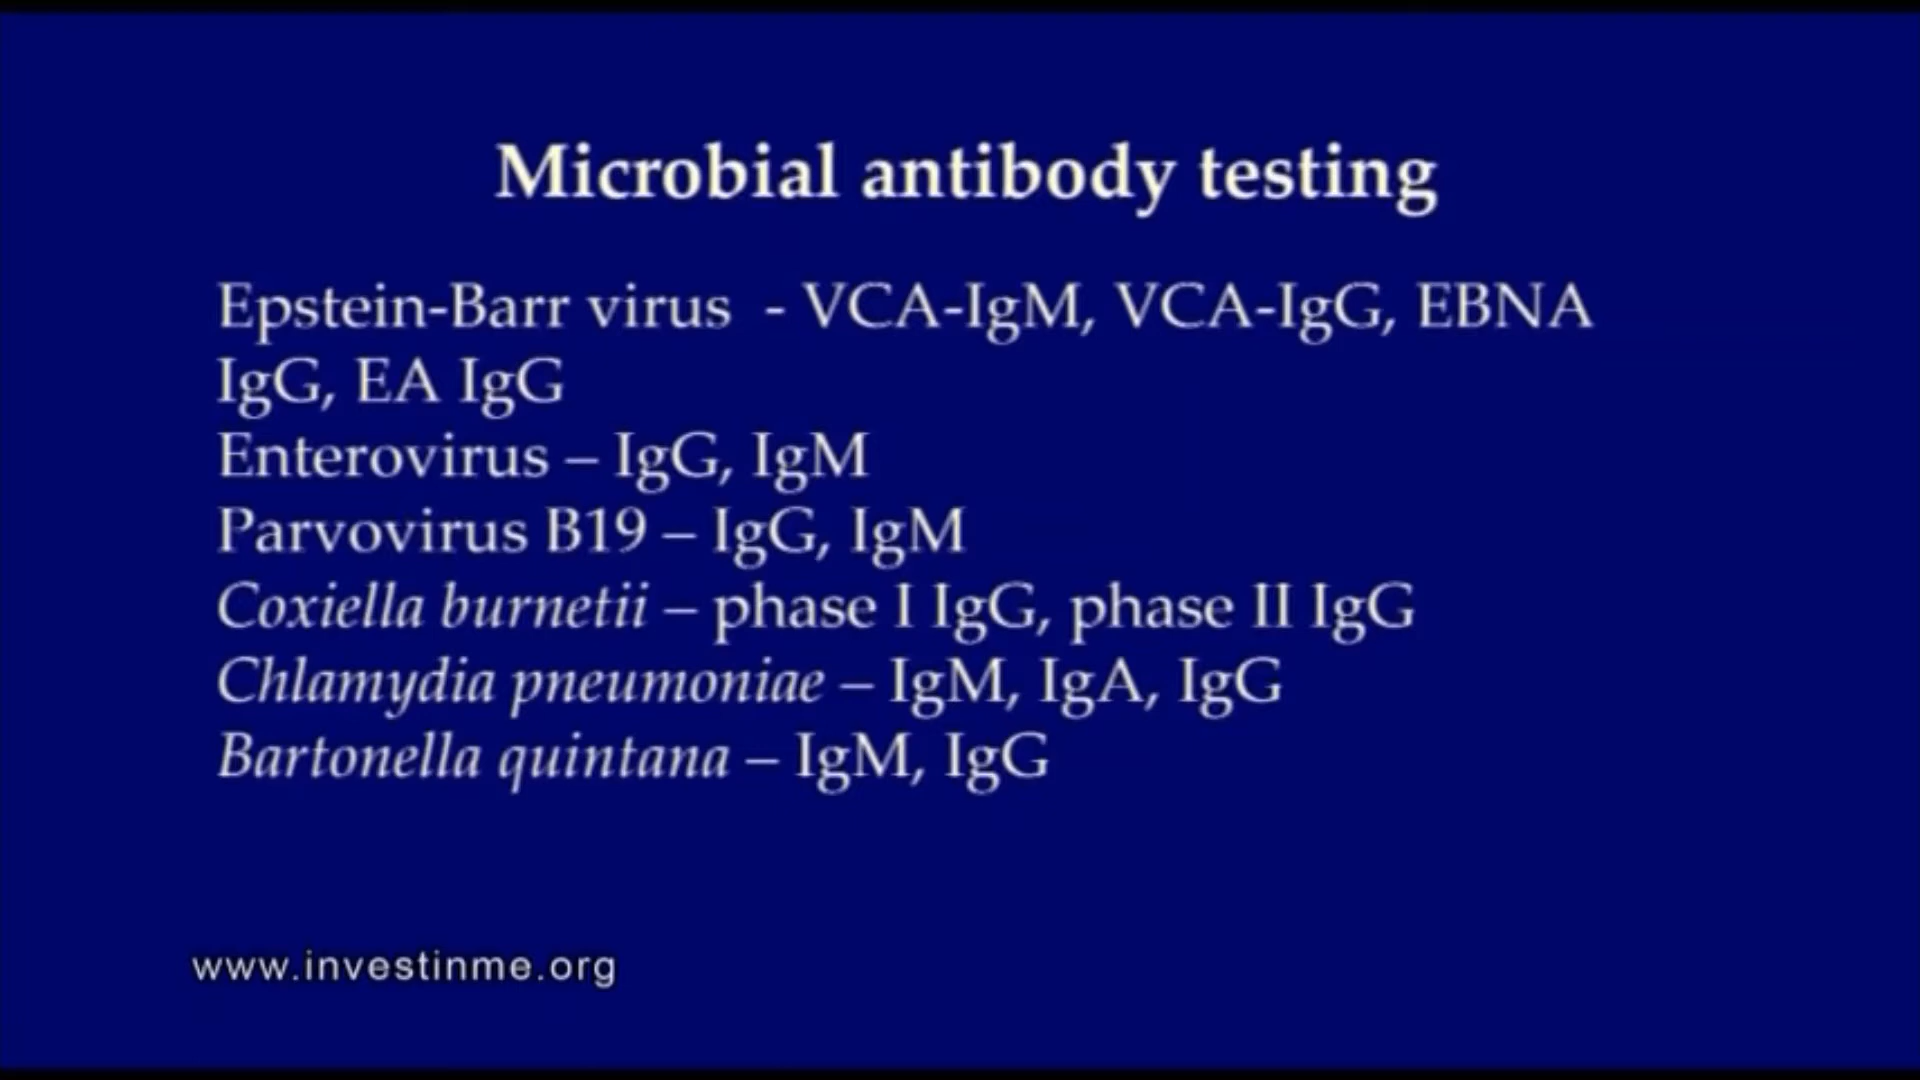 Microbial antibody testing
Epstein-Barr virus  - VCA-IgM, VCA-IgG, EBNA
IgG, EA IgG
Enterovirus – IgG, IgM
Parvovirus B19 – IgG, IgM
Coxiella burnetii – phase I IgG, phase II IgG
Chlamydia pneumoniae – IgM, IgA, IgG
Bartonella quintana – IgM, IgG
www.investinme.org